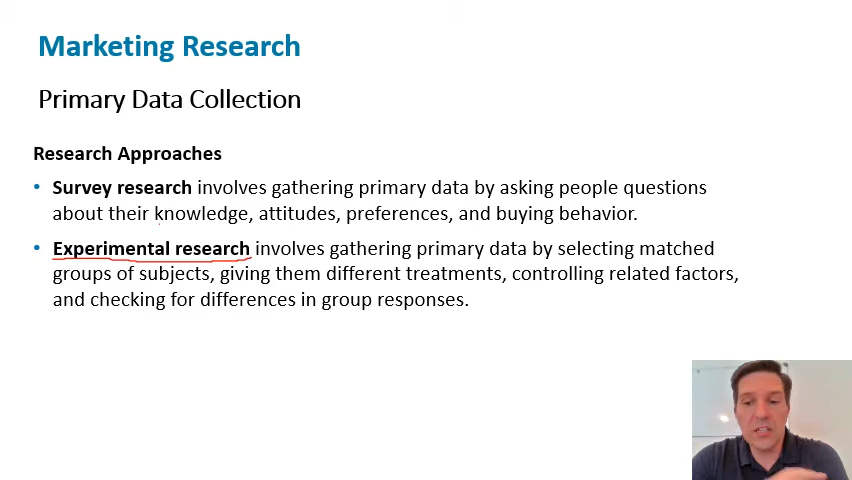 Marketing Research
Primary Data Collection
Research Approaches
• Survey research involves gathering primary data by asking people questions
about their knowledge, attitudes, preferences, and buying behavior.
• Experimental research involves gathering primary data by selecting matched
groups of subjects, giving them different treatments, controlling related factors,
and checking for differences in group responses.